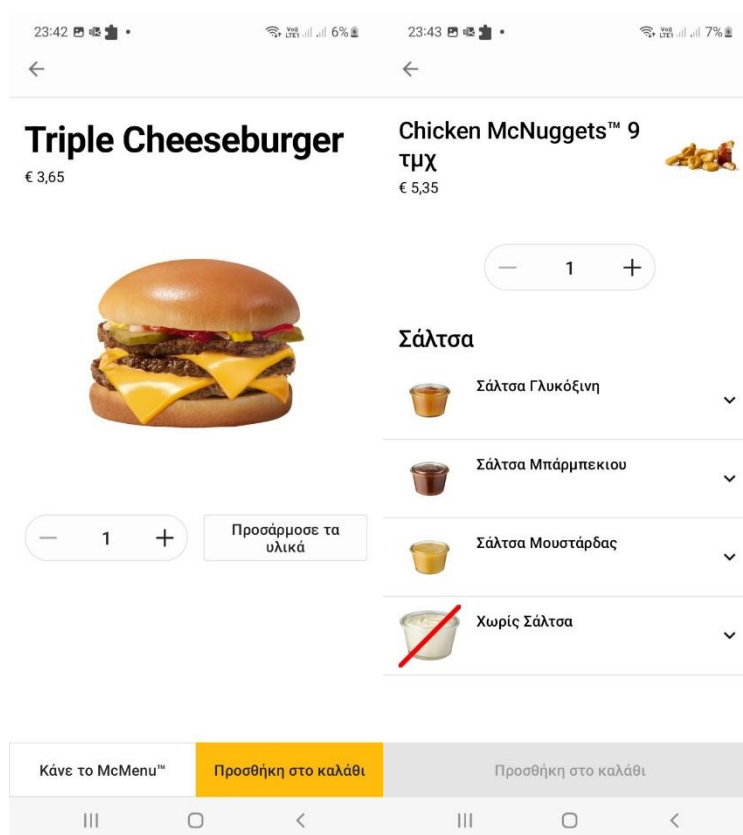 23:42
6%
Triple Cheeseburger
€ 3,65
1
Προσάρμοσε τα
υλικά
Κάνε το McMenu™
Προσθήκη στο καλάθι
23:43
7%
Chicken McNuggets™ 9
τμχ
€ 5,35
1
Σάλτσα
Σάλτσα Γλυκόξινη
Σάλτσα Μπάρμπεκιου
Σάλτσα Μουστάρδας
Χωρίς Σάλτσα
Προσθήκη στο καλάθι